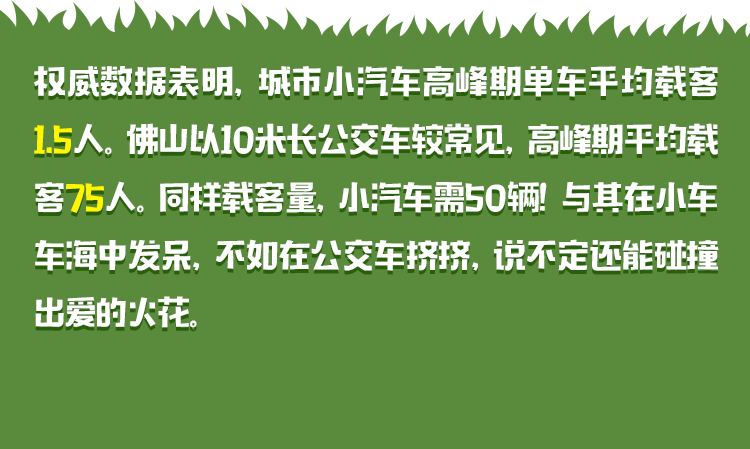 权威数据表明，城市小汽车高峰期单车平均载客
1.5人。佛山以10米长公交车较常见，高峰期平均载
客75人。同样载客量，小汽车需50辆！与其在小车
车海中发呆，不如在公交车挤挤，说不定还能碰撞
出爱的火花。